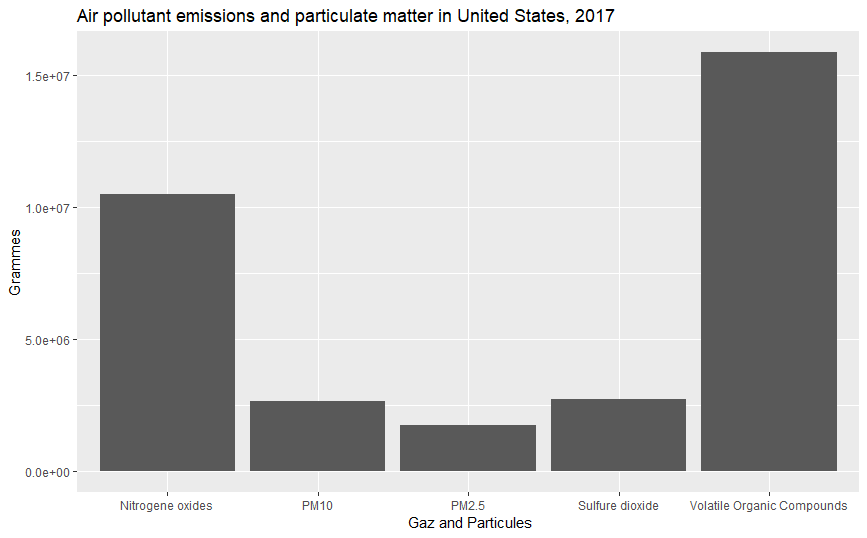 Air pollutant emissions and particulate matter in United States, 2017
Grammes
1.5e+07
1.0e+07
5.0e+06
0.0e+00
Nitrogene oxides
PM10
PM2.5
Sulfure dioxide
Volatile Organic Compounds
Gaz and Particules